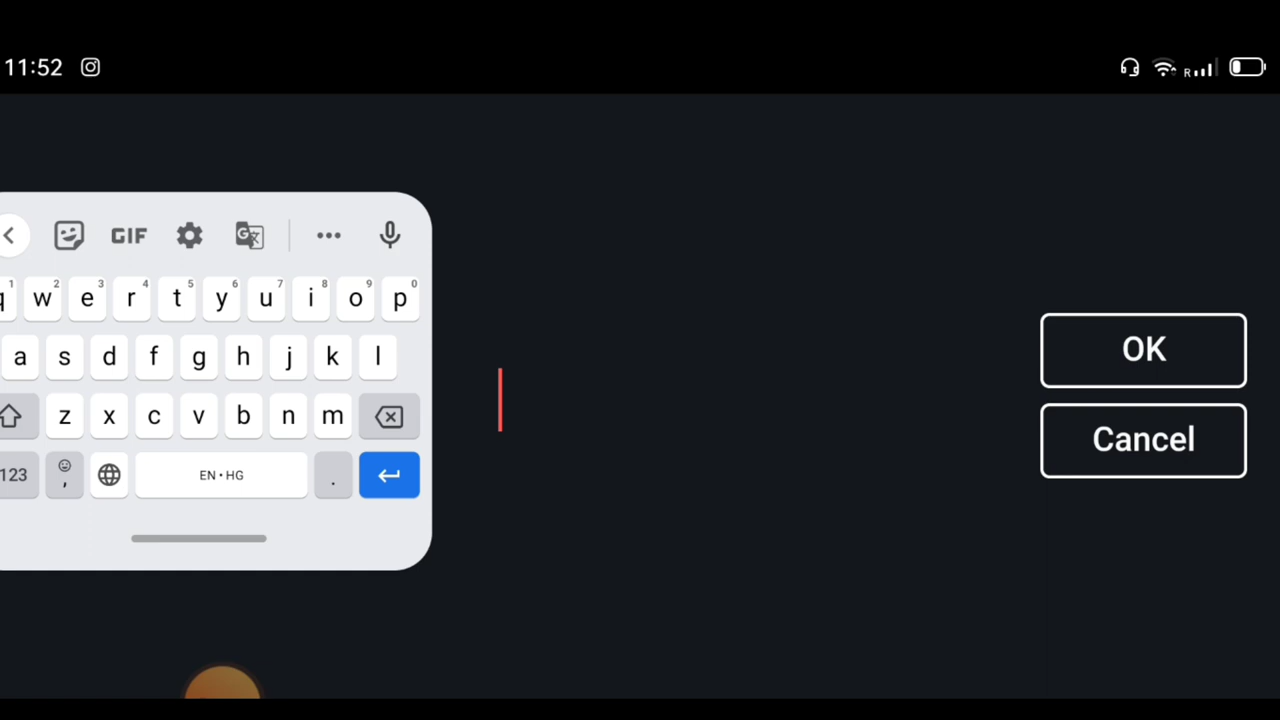 11:52
R
GIF
1 2 3 4 5 6 7 8 9 0
q w e r t y u i o p
a s d f g h j k l
z x c v b n m
123 , EN • HG .
OK
Cancel